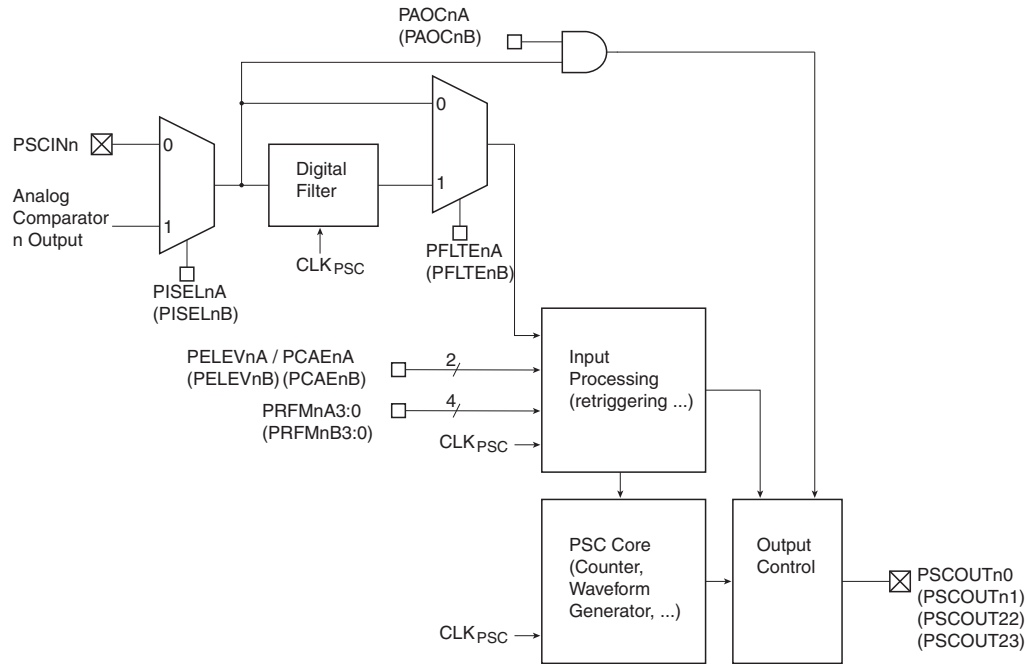 PAOCnA
(PAOCnB)
0
PSCINn
0
Digital
Filter
1
Analog
Comparator
n Output
1
PFLTEnA
(PFLTEnB)
CLKPSC
PISELnA
(PISELnB)
PELEVnA / PCAEnA
(PELEVnB) (PCAEnB)
2
Input
Processing
(retriggering ...)
PRFMnA3:0
(PRFMnB3:0)
4
CLKPSC
PSC Core
(Counter,
Waveform
Generator, ...)
Output
Control
PSCOUTn0
(PSCOUTn1)
(PSCOUT22)
(PSCOUT23)
CLKPSC